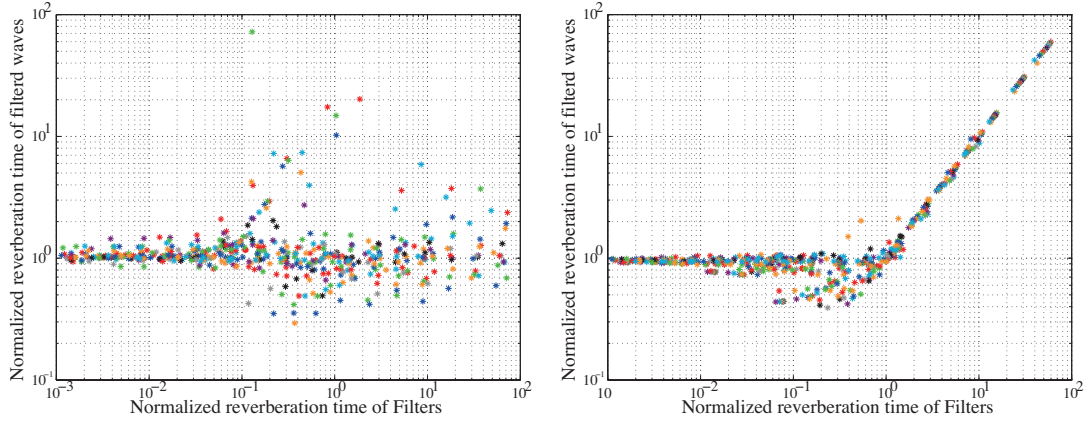 Normalized reverberation time of filterd waves
10^2
10^1
10^0
10^-1
10^-3 10^-2 10^-1 10^0 10^1 10^2
Normalized reverberation time of Filters
Normalized reverberation time of filterd waves
10^2
10^1
10^0
10^-1
10 10^-2 10^-1 10^0 10^1 10^2
Normalized reverberation time of Filters